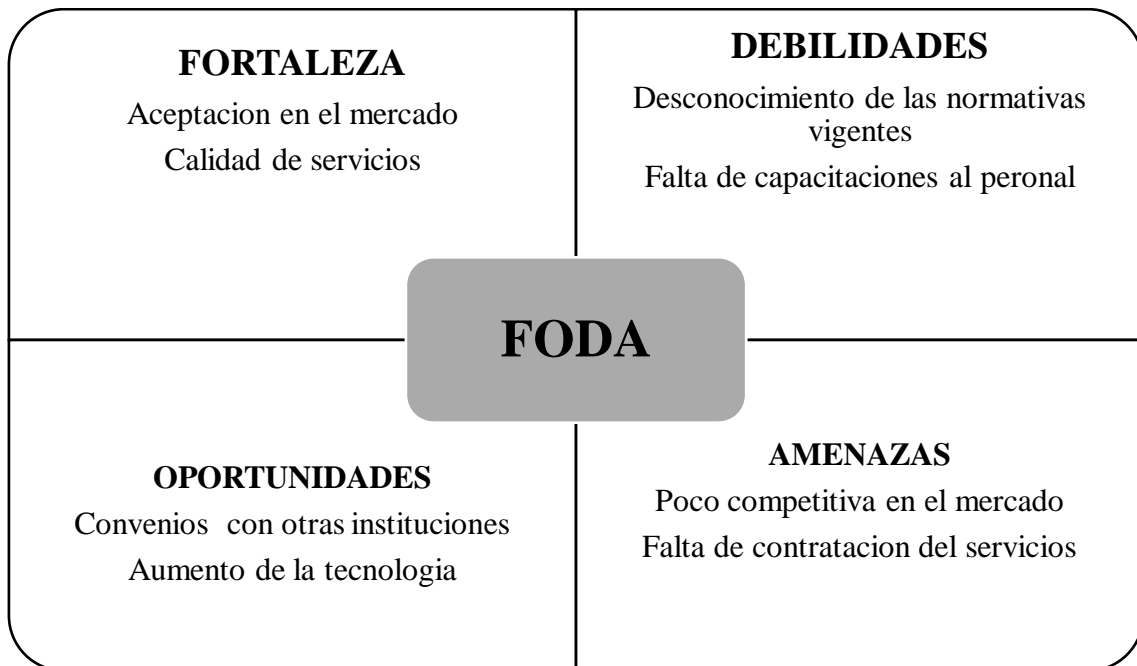 FORTALEZA
Aceptacion en el mercado
Calidad de servicios
DEBILIDADES
Desconocimiento de las normativas
vigentes
Falta de capacitaciones al peronal
FODA
OPORTUNIDADES
Convenios con otras instituciones
Aumento de la tecnologia
AMENAZAS
Poco competitiva en el mercado
Falta de contratacion del servicios